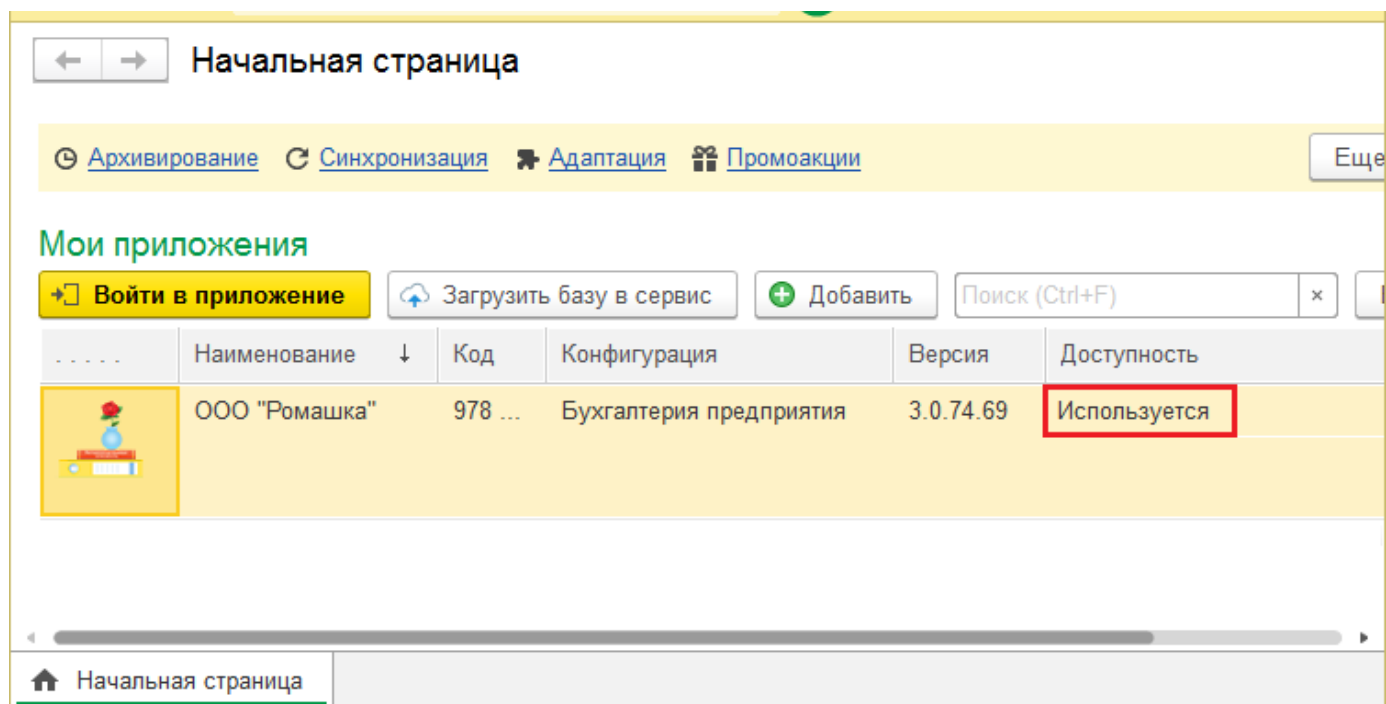 Начальная страница
Архивирование Синхронизация Адаптация Промоакции Еще
Мои приложения
Войти в приложение Загрузить базу в сервис Добавить Поиск (Ctrl+F) ×
. . . . . Наименование ↓ Код Конфигурация Версия Доступность
ООО "Ромашка" 978 ... Бухгалтерия предприятия 3.0.74.69 Используется
Начальная страница